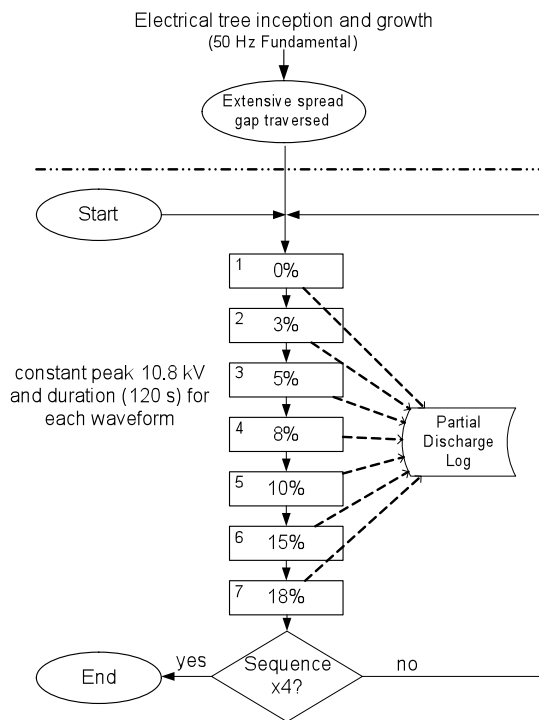 Electrical tree inception and growth
(50 Hz Fundamental)
Extensive spread
gap traversed
Start
1
0%
2
3%
3
5%
4
8%
5
10%
6
15%
7
18%
constant peak 10.8 kV
and duration (120 s) for
each waveform
Partial
Discharge
Log
Sequence
x4?
yes
no
End